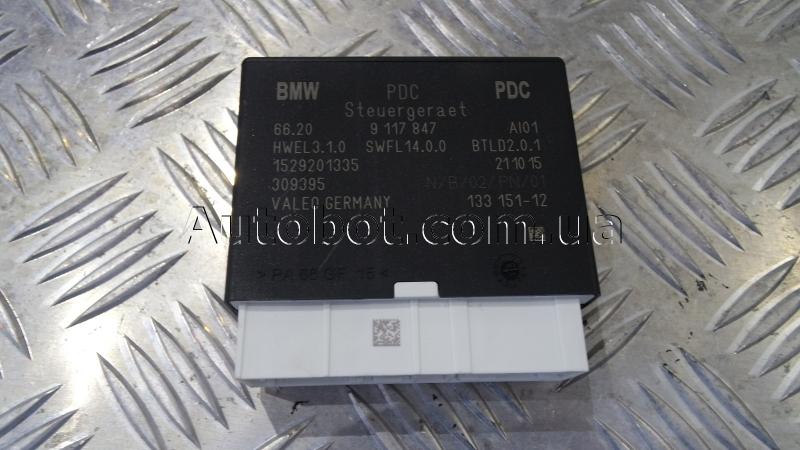 BMW PDC PDC
Steuergeraet
66.20 9 117 847 AI01
HWEL3.1.0 SWFL14.0.0 BTLD2.0.1
1529201335 211015
309395 N/B/02/PN/01
VALEO GERMANY 133 151-12
Autobot.com.ua
> PA 66 GF 15 <